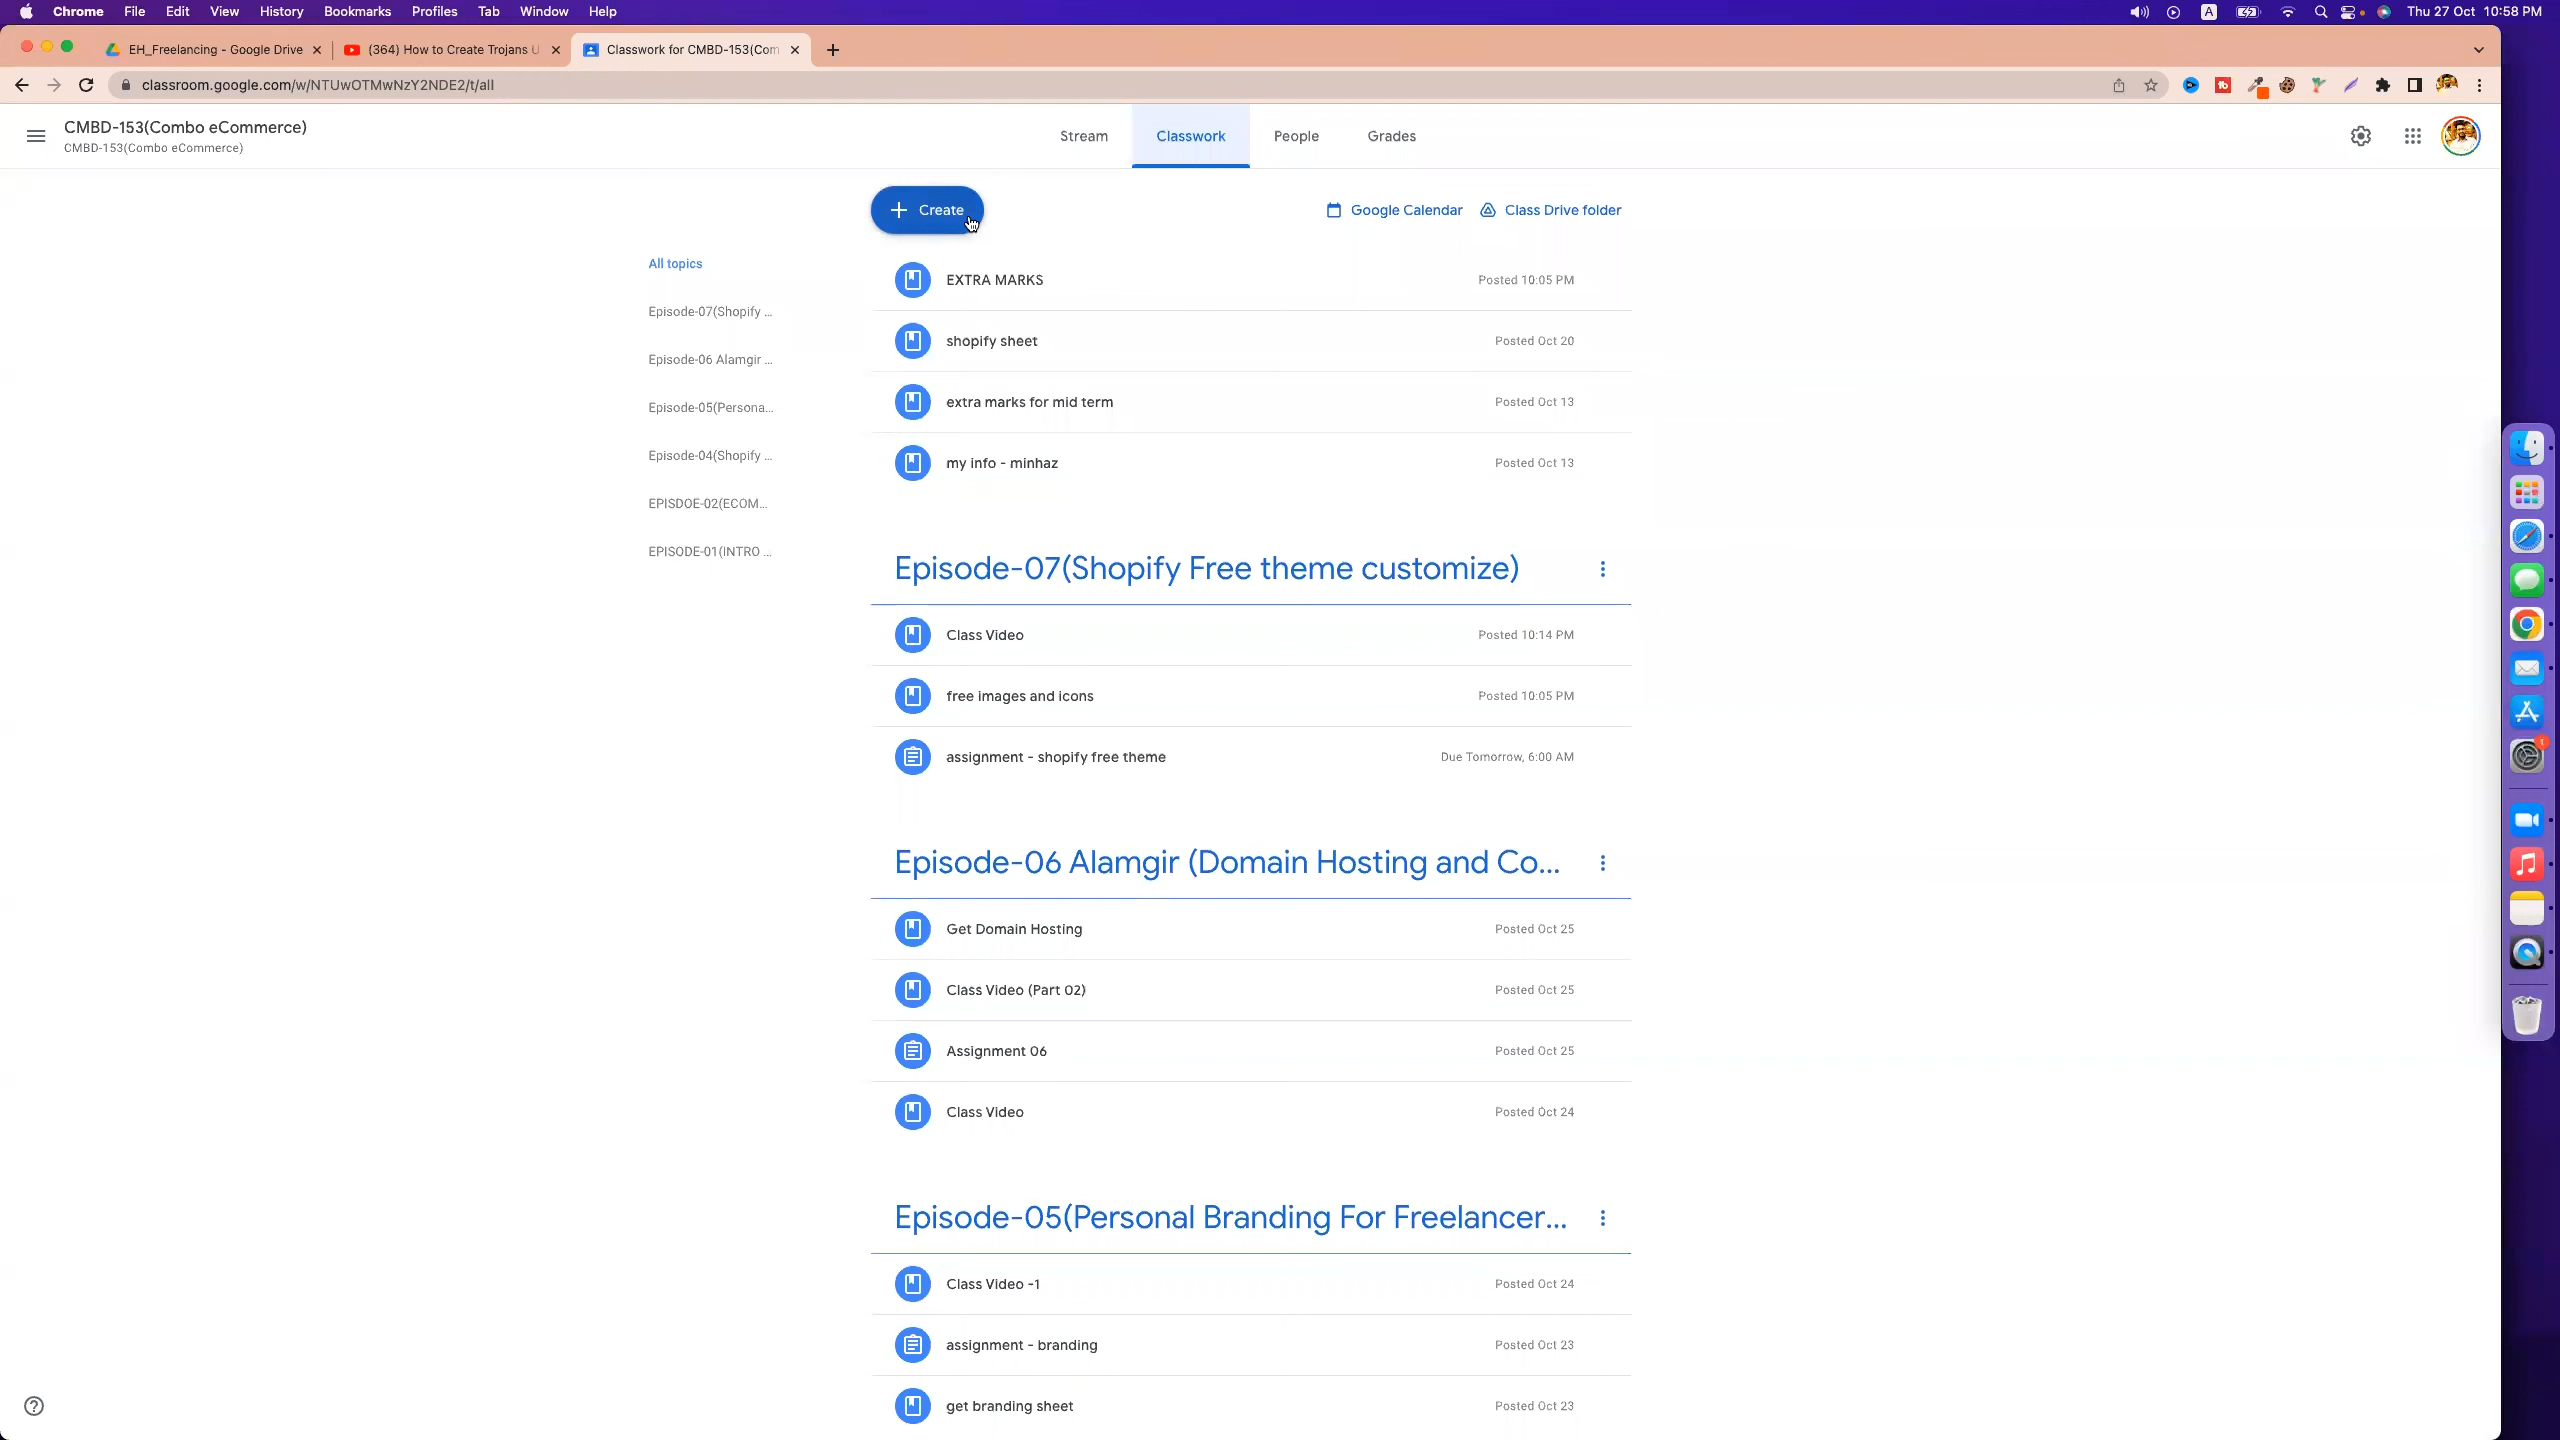 Chrome File Edit View History Bookmarks Profiles Tab Window Help
A Thu 27 Oct 10:58 PM
EH_Freelancing - Google Drive
(364) How to Create Trojans U
Classwork for CMBD-153(Com
classroom.google.com/w/NTUwOTMwNzY2NDE2/t/all
CMBD-153(Combo eCommerce)
CMBD-153(Combo eCommerce)
Stream Classwork People Grades
Create
Google Calendar Class Drive folder
All topics
Episode-07(Shopify ...
Episode-06 Alamgir ...
Episode-05(Persona...
Episode-04(Shopify ...
EPISDOE-02(ECOM...
EPISODE-01(INTRO ...
EXTRA MARKS Posted 10:05 PM
shopify sheet Posted Oct 20
extra marks for mid term Posted Oct 13
my info - minhaz Posted Oct 13
Episode-07(Shopify Free theme customize)
Class Video Posted 10:14 PM
free images and icons Posted 10:05 PM
assignment - shopify free theme Due Tomorrow, 6:00 AM
Episode-06 Alamgir (Domain Hosting and Co...
Get Domain Hosting Posted Oct 25
Class Video (Part 02) Posted Oct 25
Assignment 06 Posted Oct 25
Class Video Posted Oct 24
Episode-05(Personal Branding For Freelancer...
Class Video -1 Posted Oct 24
assignment - branding Posted Oct 23
get branding sheet Posted Oct 23
1